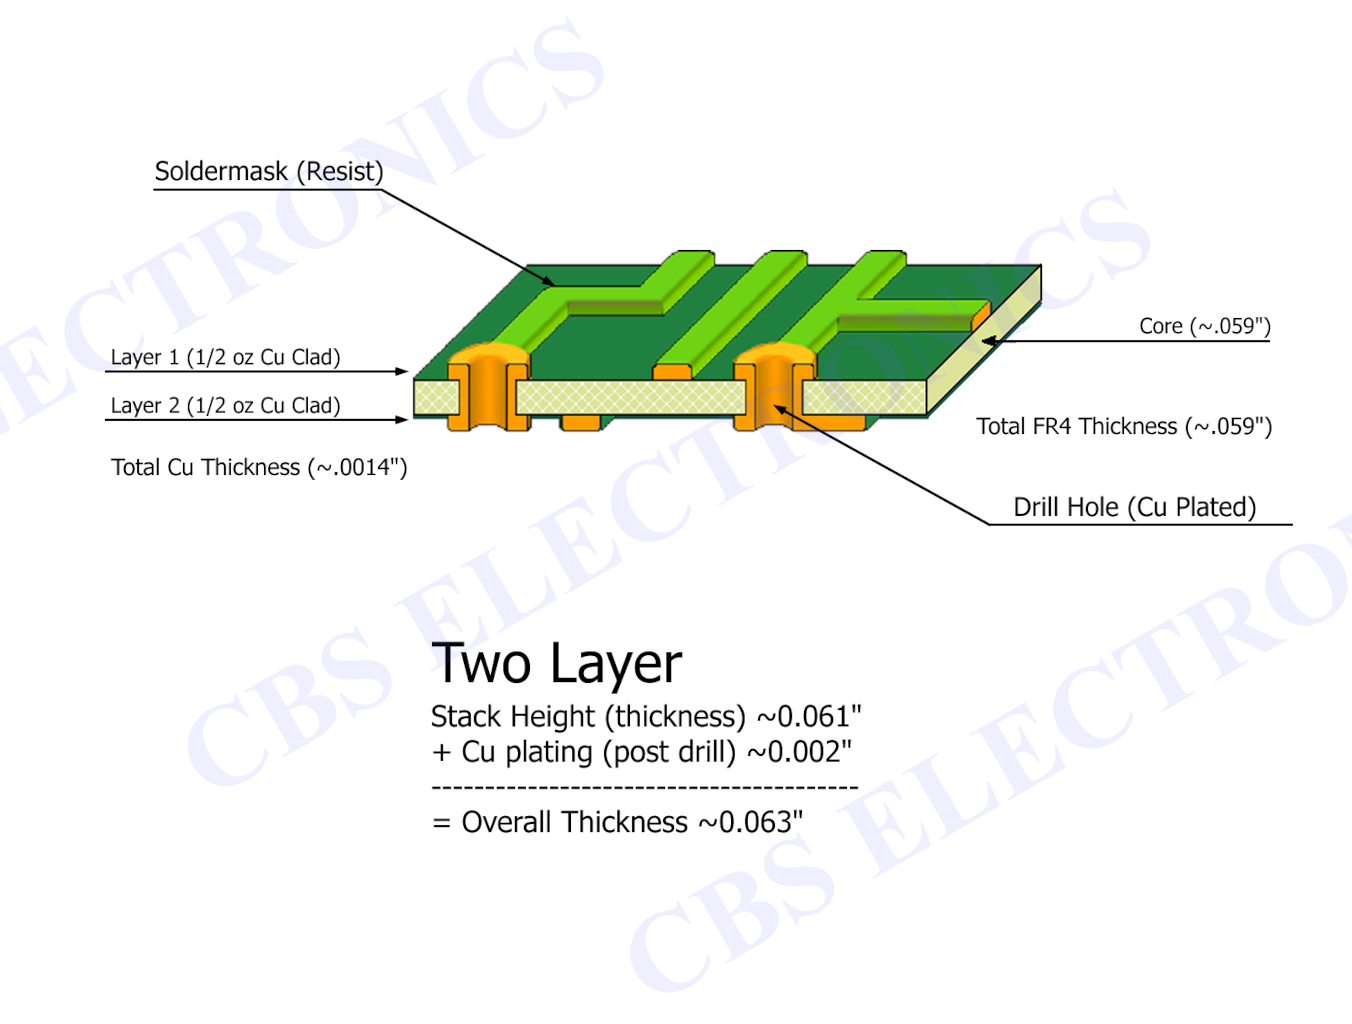 Soldermask (Resist)
Layer 1 (1/2 oz Cu Clad)
Layer 2 (1/2 oz Cu Clad)
Total Cu Thickness (~.0014")
Core (~.059")
Total FR4 Thickness (~.059")
Drill Hole (Cu Plated)
Two Layer
Stack Height (thickness) ~0.061"
+ Cu plating (post drill) ~0.002"
----------------------------------------
= Overall Thickness ~0.063"
ELECTRONICS
CBS ELECTRONICS
CBS ELECTRON